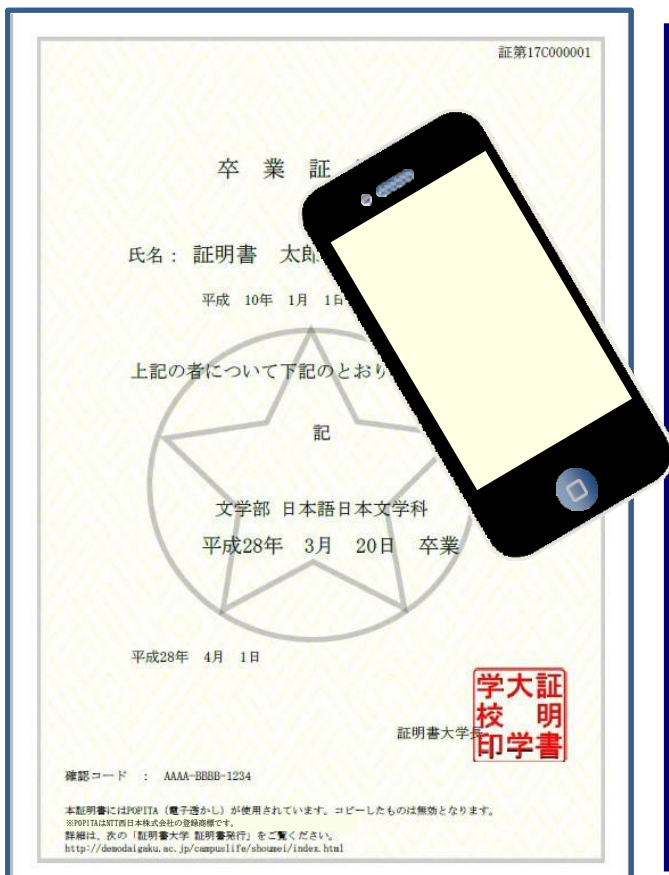 証第17C000001
卒 業 証
氏名： 証明書 太郎
平成 10年 1月 1日
上記の者について下記のとおり
記
文学部 日本語日本文学科
平成28年 3月 20日 卒業
平成28年 4月 1日
証明書大学長
証明書
大 学
学校印
確認コード ： AAAA-BBBB-1234
本証明書にはPOPITA（電子透かし）が使用されています。コピーしたものは無効となります。
※POPITAはNTT西日本株式会社の登録商標です。
詳細は、次の「証明書大学 証明書発行」をご覧ください。
http://demodaigaku.ac.jp/campuslife/shoumei/index.html